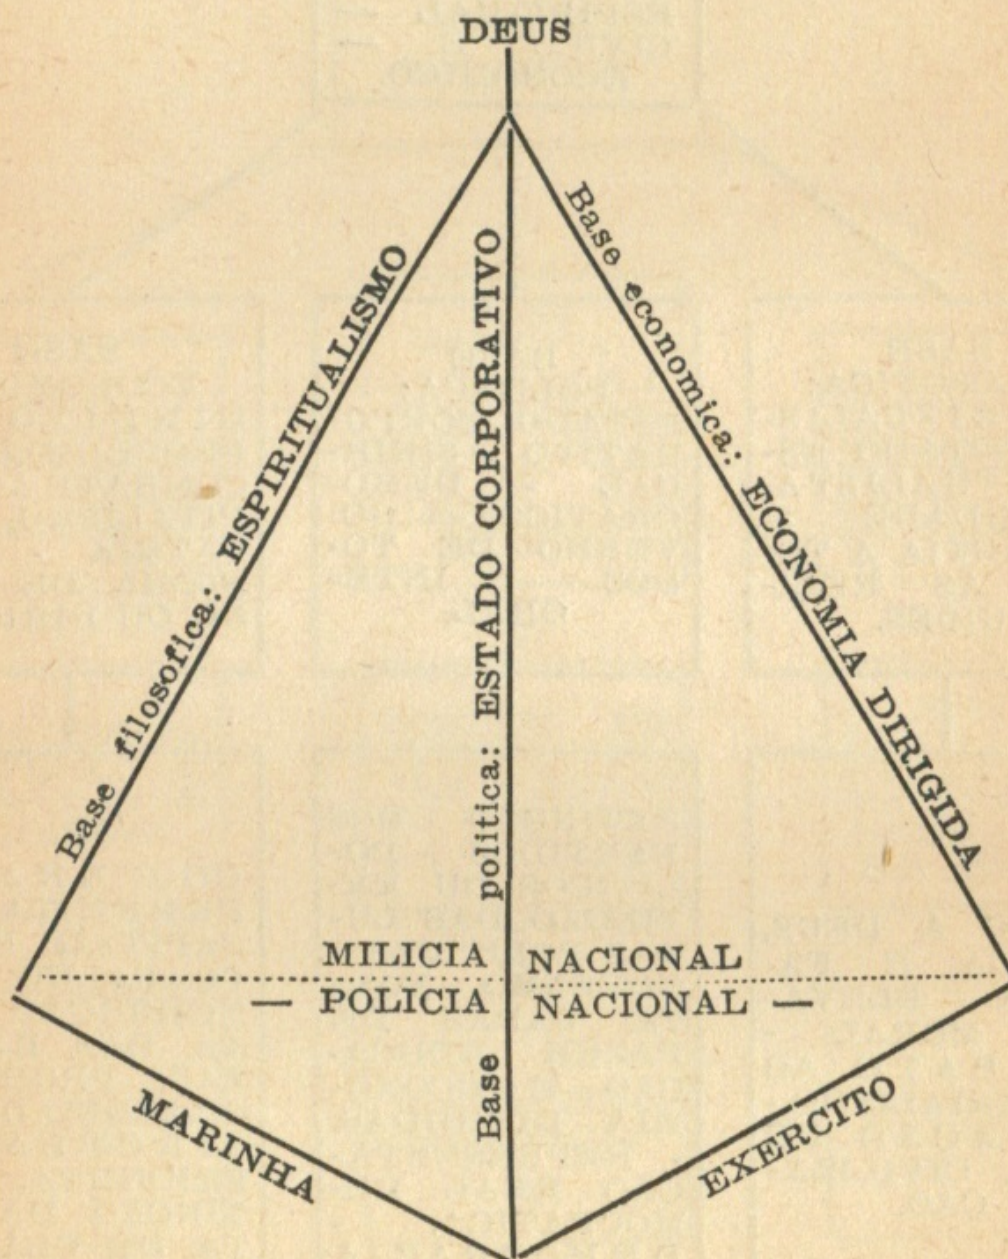 DEUS
Base filosofica: ESPIRITUALISMO
Base politica: ESTADO CORPORATIVO
Base economica: ECONOMIA DIRIGIDA
MILICIA NACIONAL
— POLICIA NACIONAL —
MARINHA
EXERCITO